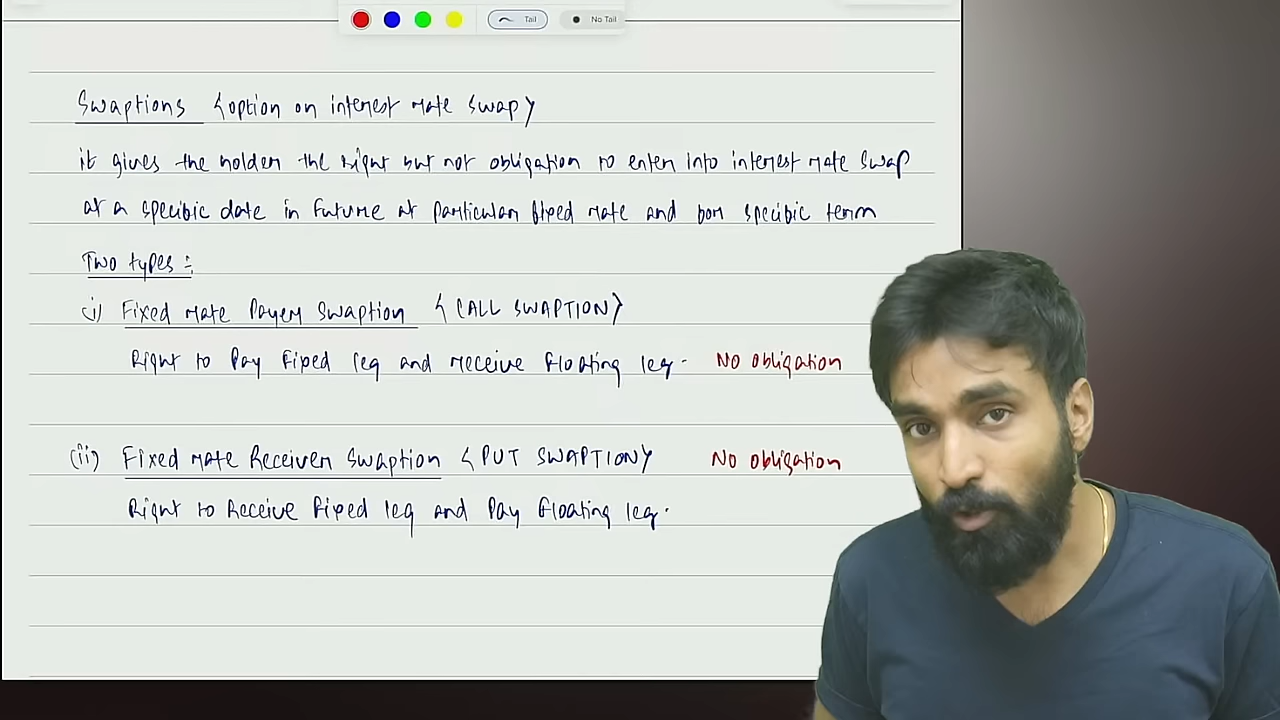 Tail
No Tail
Swaptions {option on interest rate swap}
it gives the holder the right but not obligation to enter into interest rate swap
at a specific date in future at particular fixed rate and for specific term
Two types :-
(i) Fixed rate Payer Swaption {CALL SWAPTION}
Right to Pay Fixed leg and receive floating leg. No obligation
(ii) Fixed rate Receiver Swaption {PUT SWAPTION} No obligation
Right to Receive Fixed leg and Pay Floating leg.